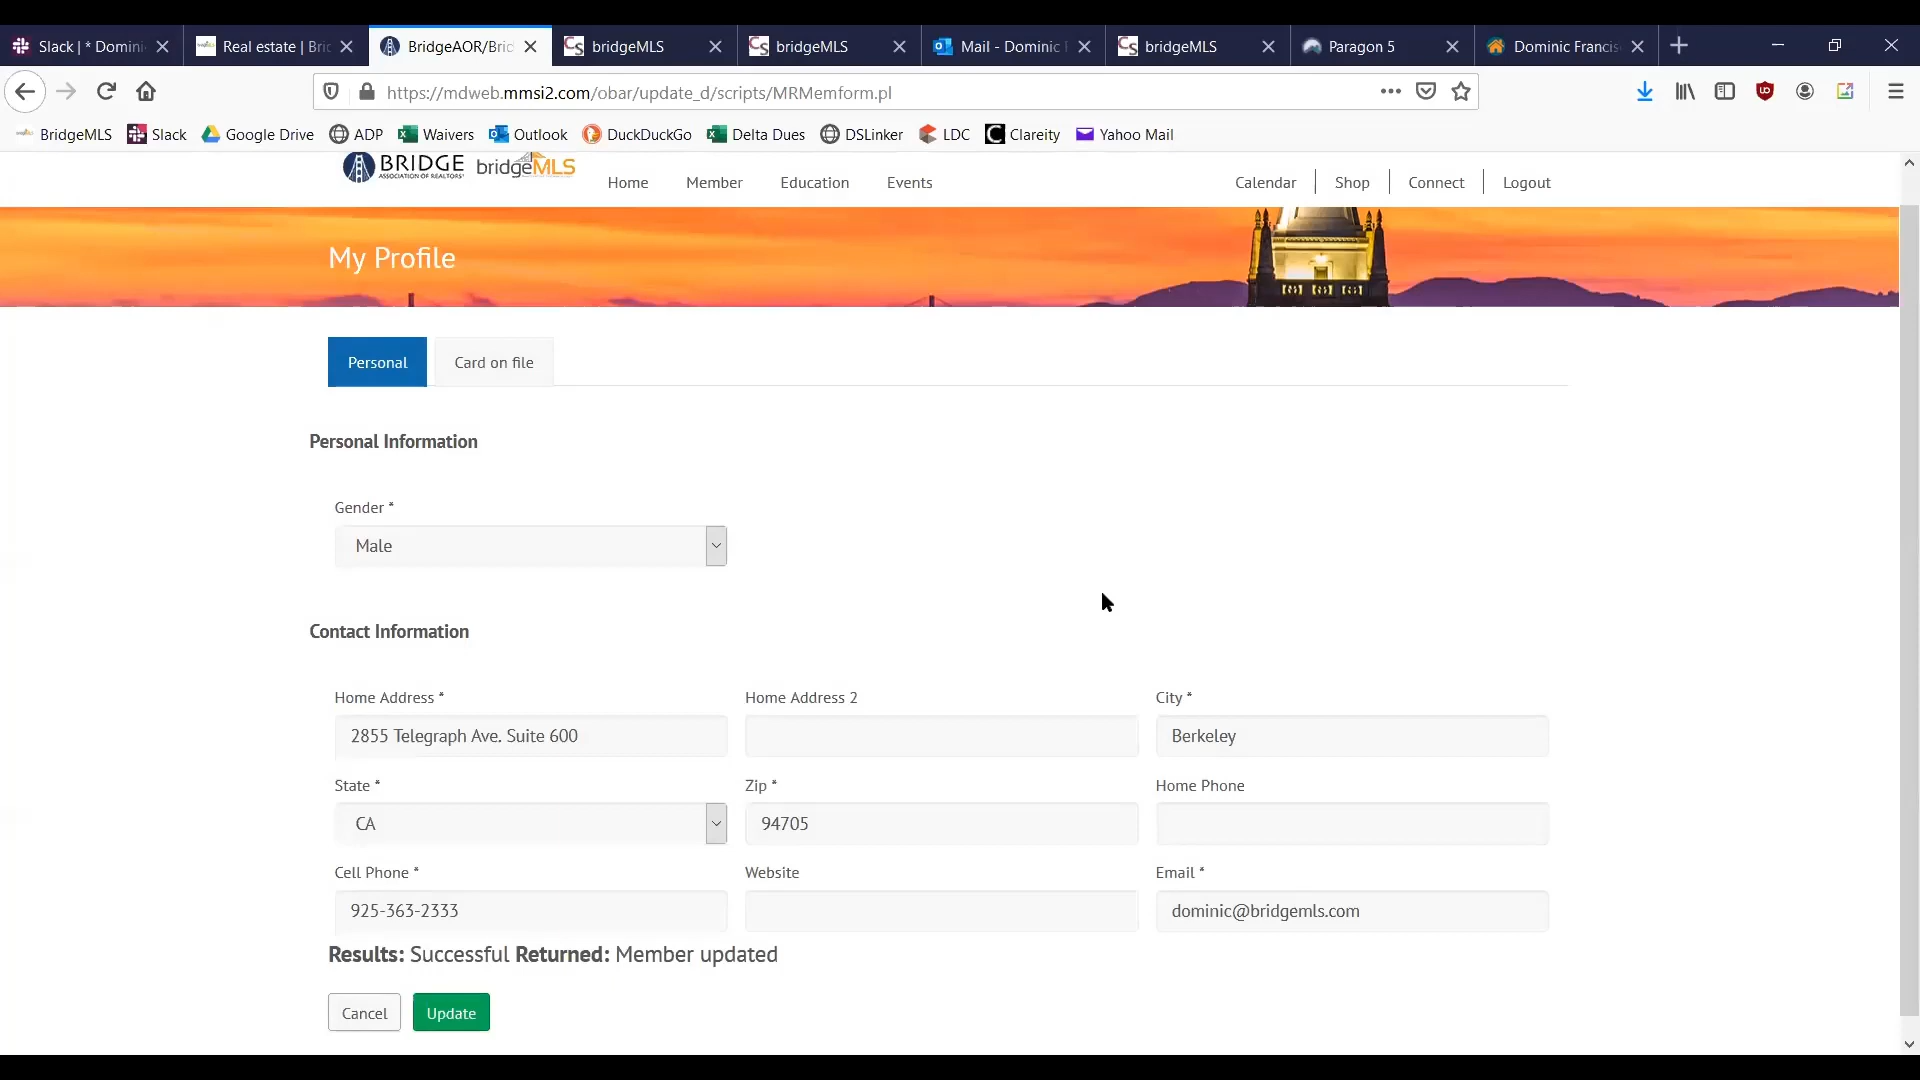 Slack | * Domini
Real estate | Bri
BridgeAOR/Brid
bridgeMLS
bridgeMLS
Mail - Dominic F
bridgeMLS
Paragon 5
Dominic Francis
https://mdweb.mmsi2.com/obar/update_d/scripts/MRMemform.pl
BridgeMLS Slack Google Drive ADP Waivers Outlook DuckDuckGo Delta Dues DSLinker LDC Clareity Yahoo Mail
BRIDGE
ASSOCIATION OF REALTORS®
bridgeMLS
Home Member Education Events Calendar Shop Connect Logout
My Profile
Personal Card on file
Personal Information
Gender *
Male
Contact Information
Home Address * Home Address 2 City *
2855 Telegraph Ave. Suite 600 Berkeley
State * Zip * Home Phone
CA 94705
Cell Phone * Website Email *
925-363-2333 dominic@bridgemls.com
Results: Successful Returned: Member updated
Cancel Update